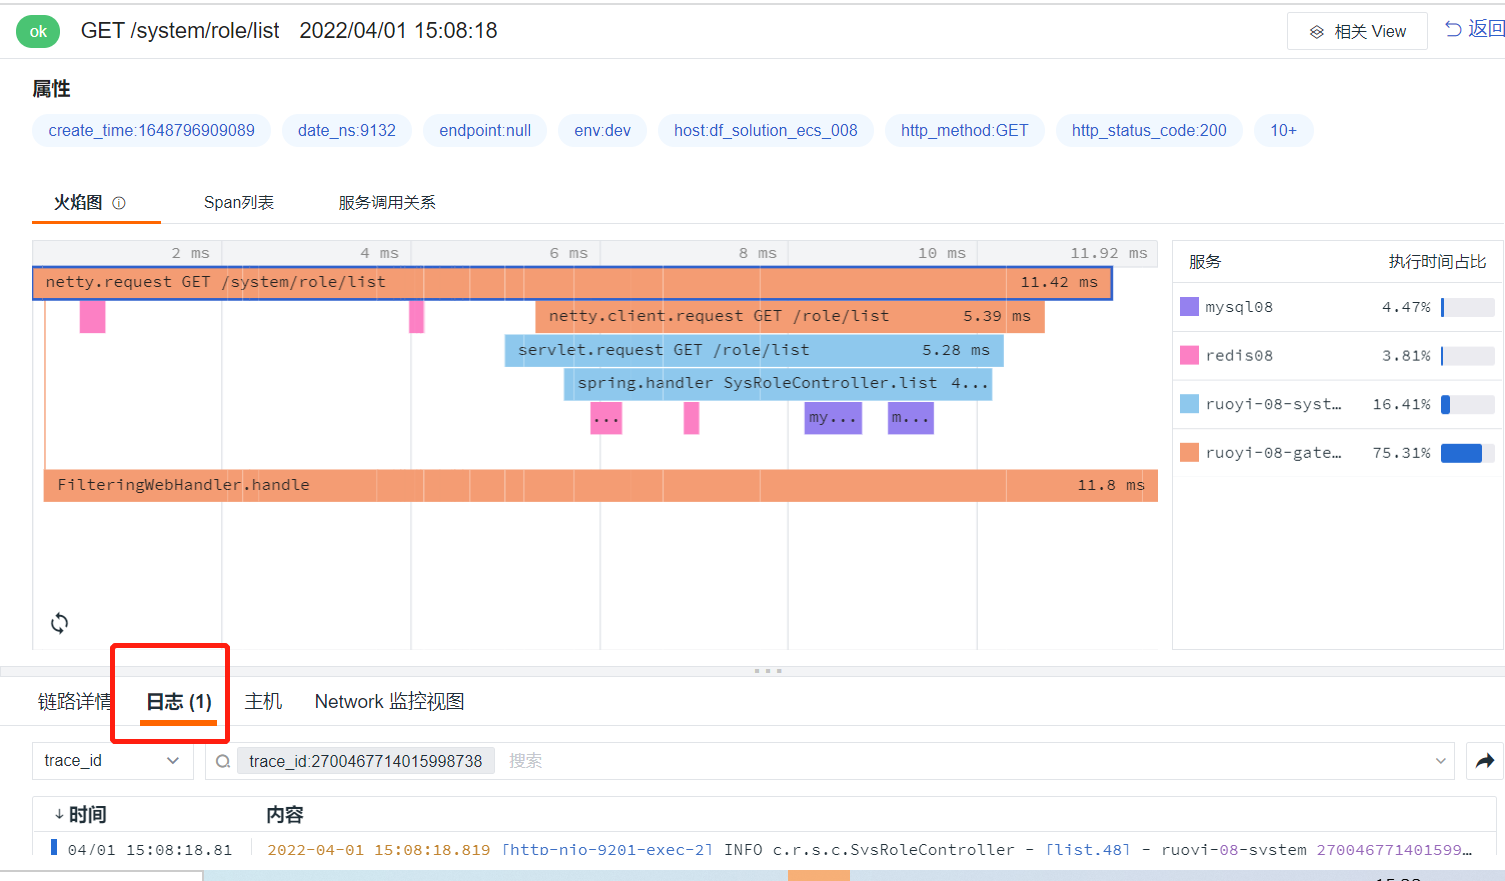 ok GET /system/role/list 2022/04/01 15:08:18 相关 View 返回
属性
create_time:1648796909089 date_ns:9132 endpoint:null env:dev host:df_solution_ecs_008 http_method:GET http_status_code:200 10+
火焰图 Span列表 服务调用关系
2 ms 4 ms 6 ms 8 ms 10 ms 11.92 ms
netty.request GET /system/role/list 11.42 ms
netty.client.request GET /role/list 5.39 ms
servlet.request GET /role/list 5.28 ms
spring.handler SysRoleController.list 4...
... my... m...
FilteringWebHandler.handle 11.8 ms
服务 执行时间占比
mysql08 4.47%
redis08 3.81%
ruoyi-08-syst... 16.41%
ruoyi-08-gate... 75.31%
链路详情 日志 (1) 主机 Network 监控视图
trace_id trace_id:2700467714015998738 搜索
时间 内容
04/01 15:08:18.81 2022-04-01 15:08:18.819 [http-nio-9201-exec-2] INFO c.r.s.c.SysRoleController - [list,48] - ruoyi-08-system 270046771401599...